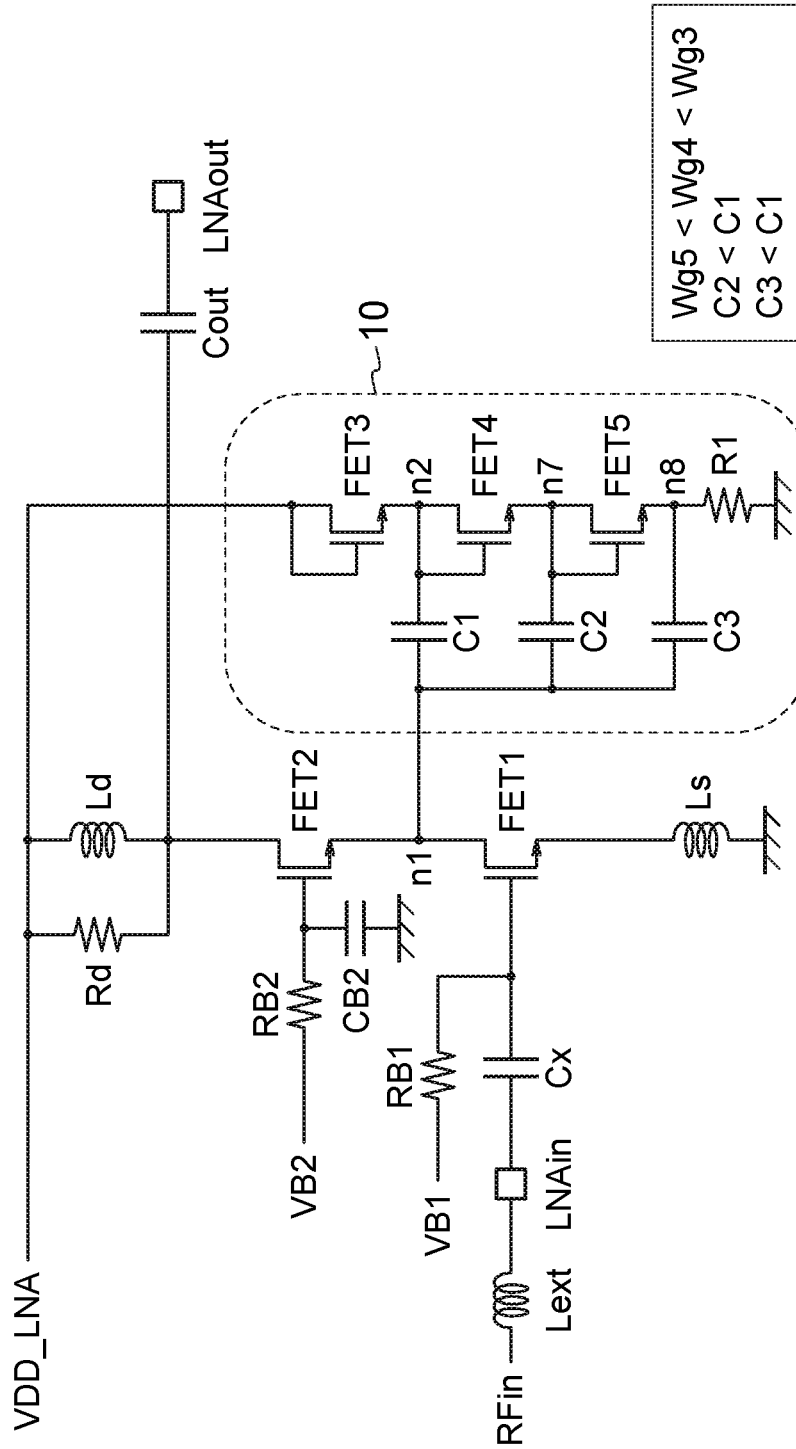 VDD_LNA
Rd
Ld
Cout
LNAout
10
VB2
RB2
CB2
FET2
n1
FET3
n2
FET4
n7
FET5
n8
R1
C1
C2
C3
VB1
RB1
FET1
Ls
RFin
Lext
LNAin
Cx
Wg5 < Wg4 < Wg3
C2 < C1
C3 < C1